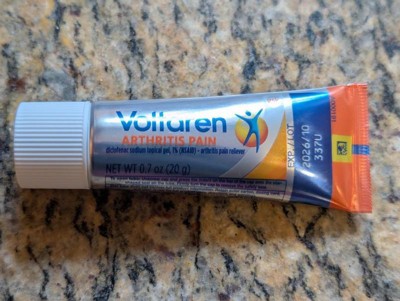 Voltaren
ARTHRITIS PAIN
diclofenac sodium topical gel, 1% (NSAID) - arthritis pain reliever
NET WT 0.7 oz (20 g)
EXP./LOT
2026/10
337U